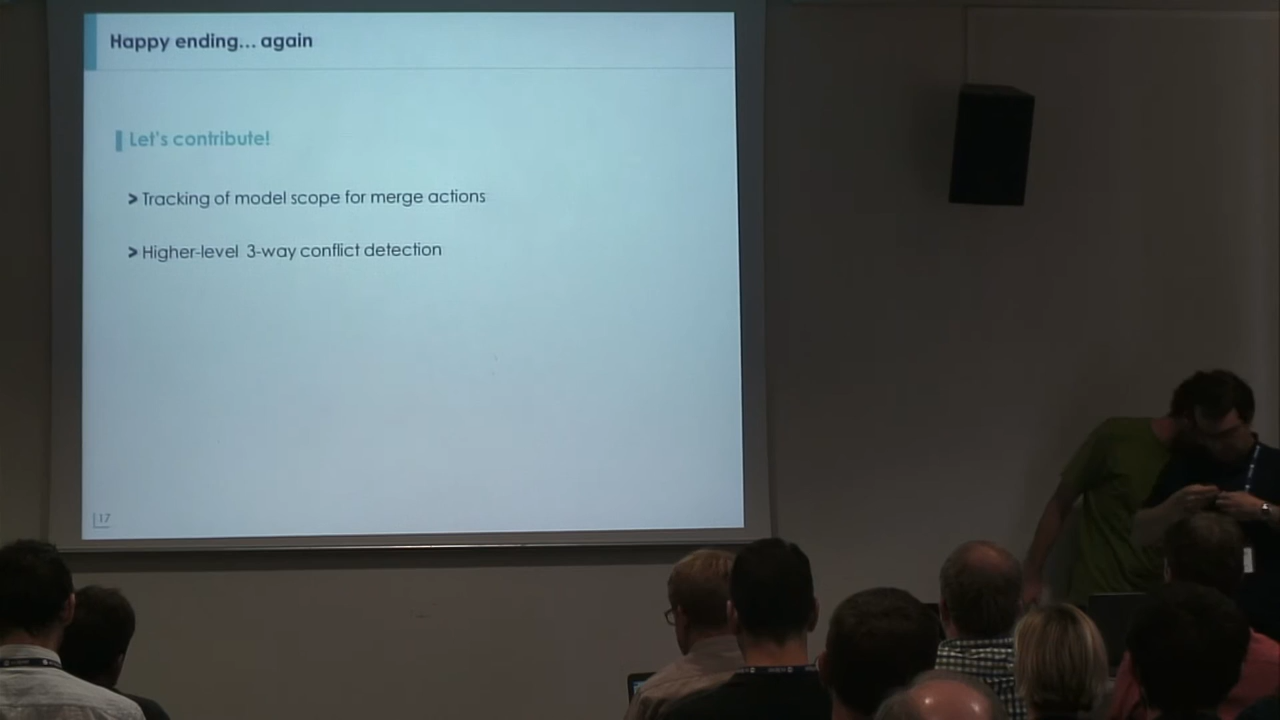 Happy ending... again
Let's contribute!
> Tracking of model scope for merge actions
> Higher-level 3-way conflict detection
17